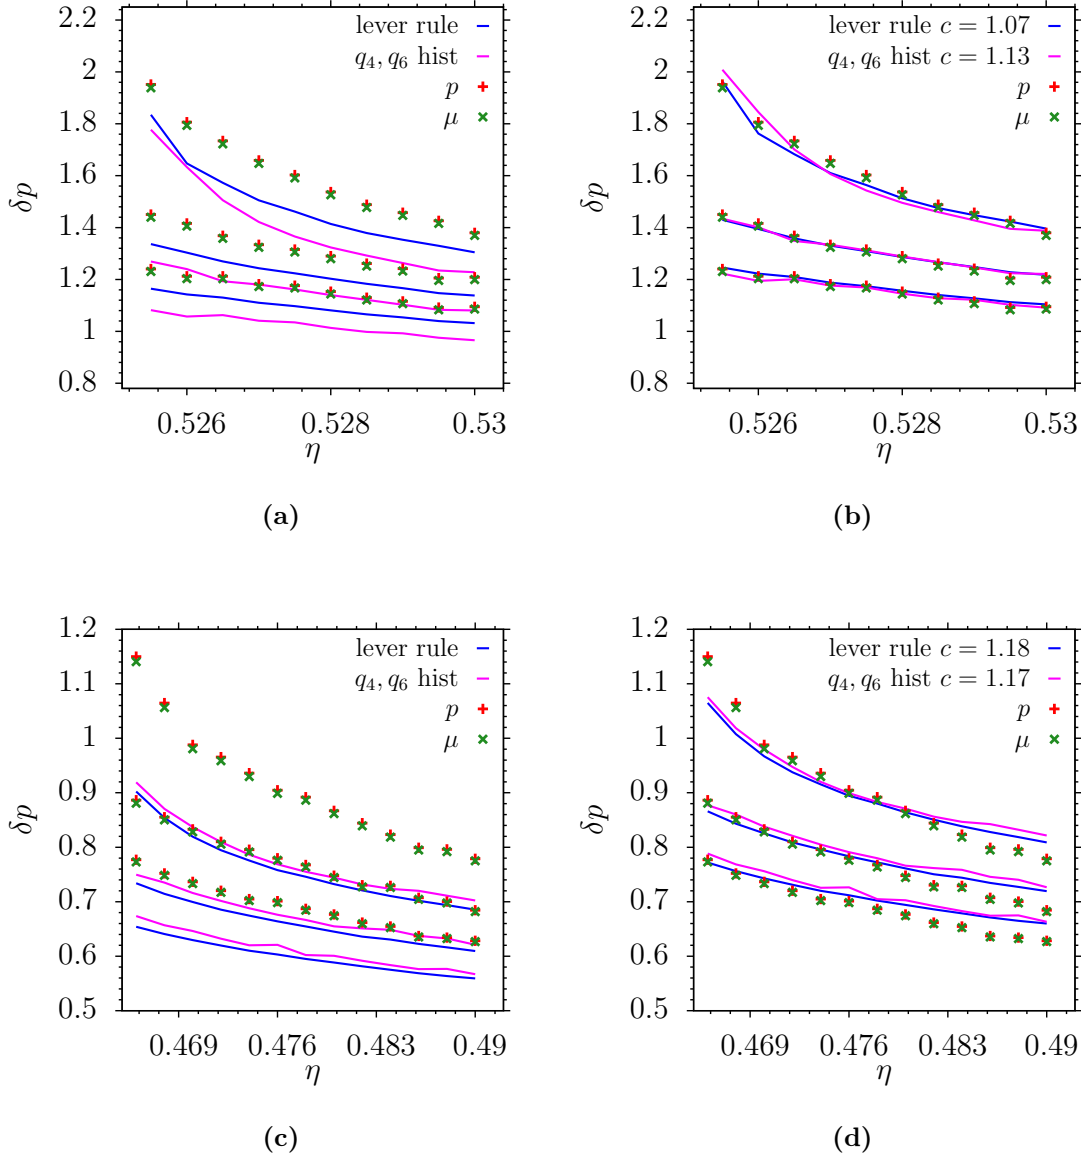 2.2
2
1.8
1.6
1.4
1.2
1
0.8
δp
lever rule
q₄, q₆ hist
p
μ
0.526 0.528 0.53
η
(a)
2.2
2
1.8
1.6
1.4
1.2
1
0.8
δp
lever rule c = 1.07
q₄, q₆ hist c = 1.13
p
μ
0.526 0.528 0.53
η
(b)
1.2
1.1
1
0.9
0.8
0.7
0.6
0.5
δp
lever rule
q₄, q₆ hist
p
μ
0.469 0.476 0.483 0.49
η
(c)
1.2
1.1
1
0.9
0.8
0.7
0.6
0.5
δp
lever rule c = 1.18
q₄, q₆ hist c = 1.17
p
μ
0.469 0.476 0.483 0.49
η
(d)